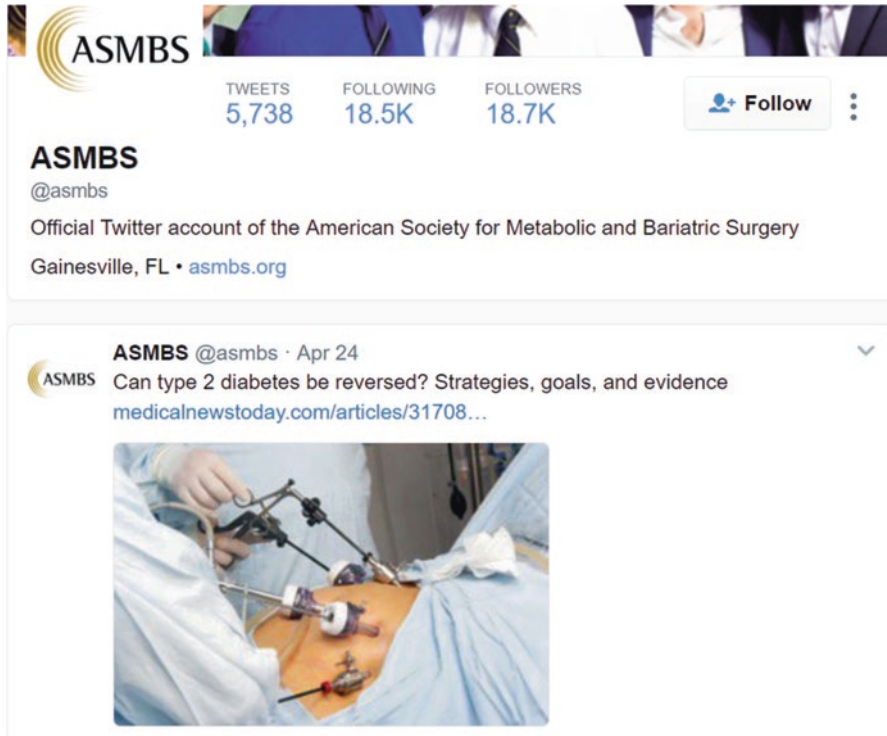 ASMBS
TWEETS FOLLOWING FOLLOWERS
5,738 18.5K 18.7K
Follow
ASMBS
@asmbs
Official Twitter account of the American Society for Metabolic and Bariatric Surgery
Gainesville, FL • asmbs.org
ASMBS @asmbs · Apr 24
ASMBS
Can type 2 diabetes be reversed? Strategies, goals, and evidence
medicalnewstoday.com/articles/31708…